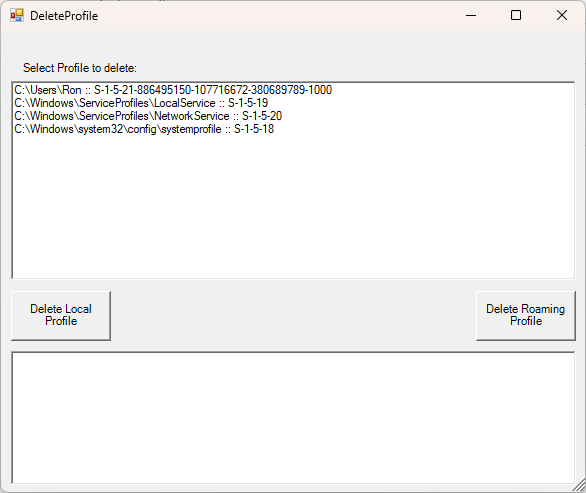 DeleteProfile
Select Profile to delete:
C:\Users\Ron :: S-1-5-21-886495150-107716672-380689789-1000
C:\Windows\ServiceProfiles\LocalService :: S-1-5-19
C:\Windows\ServiceProfiles\NetworkService :: S-1-5-20
C:\Windows\system32\config\systemprofile :: S-1-5-18
Delete Local
Profile
Delete Roaming
Profile